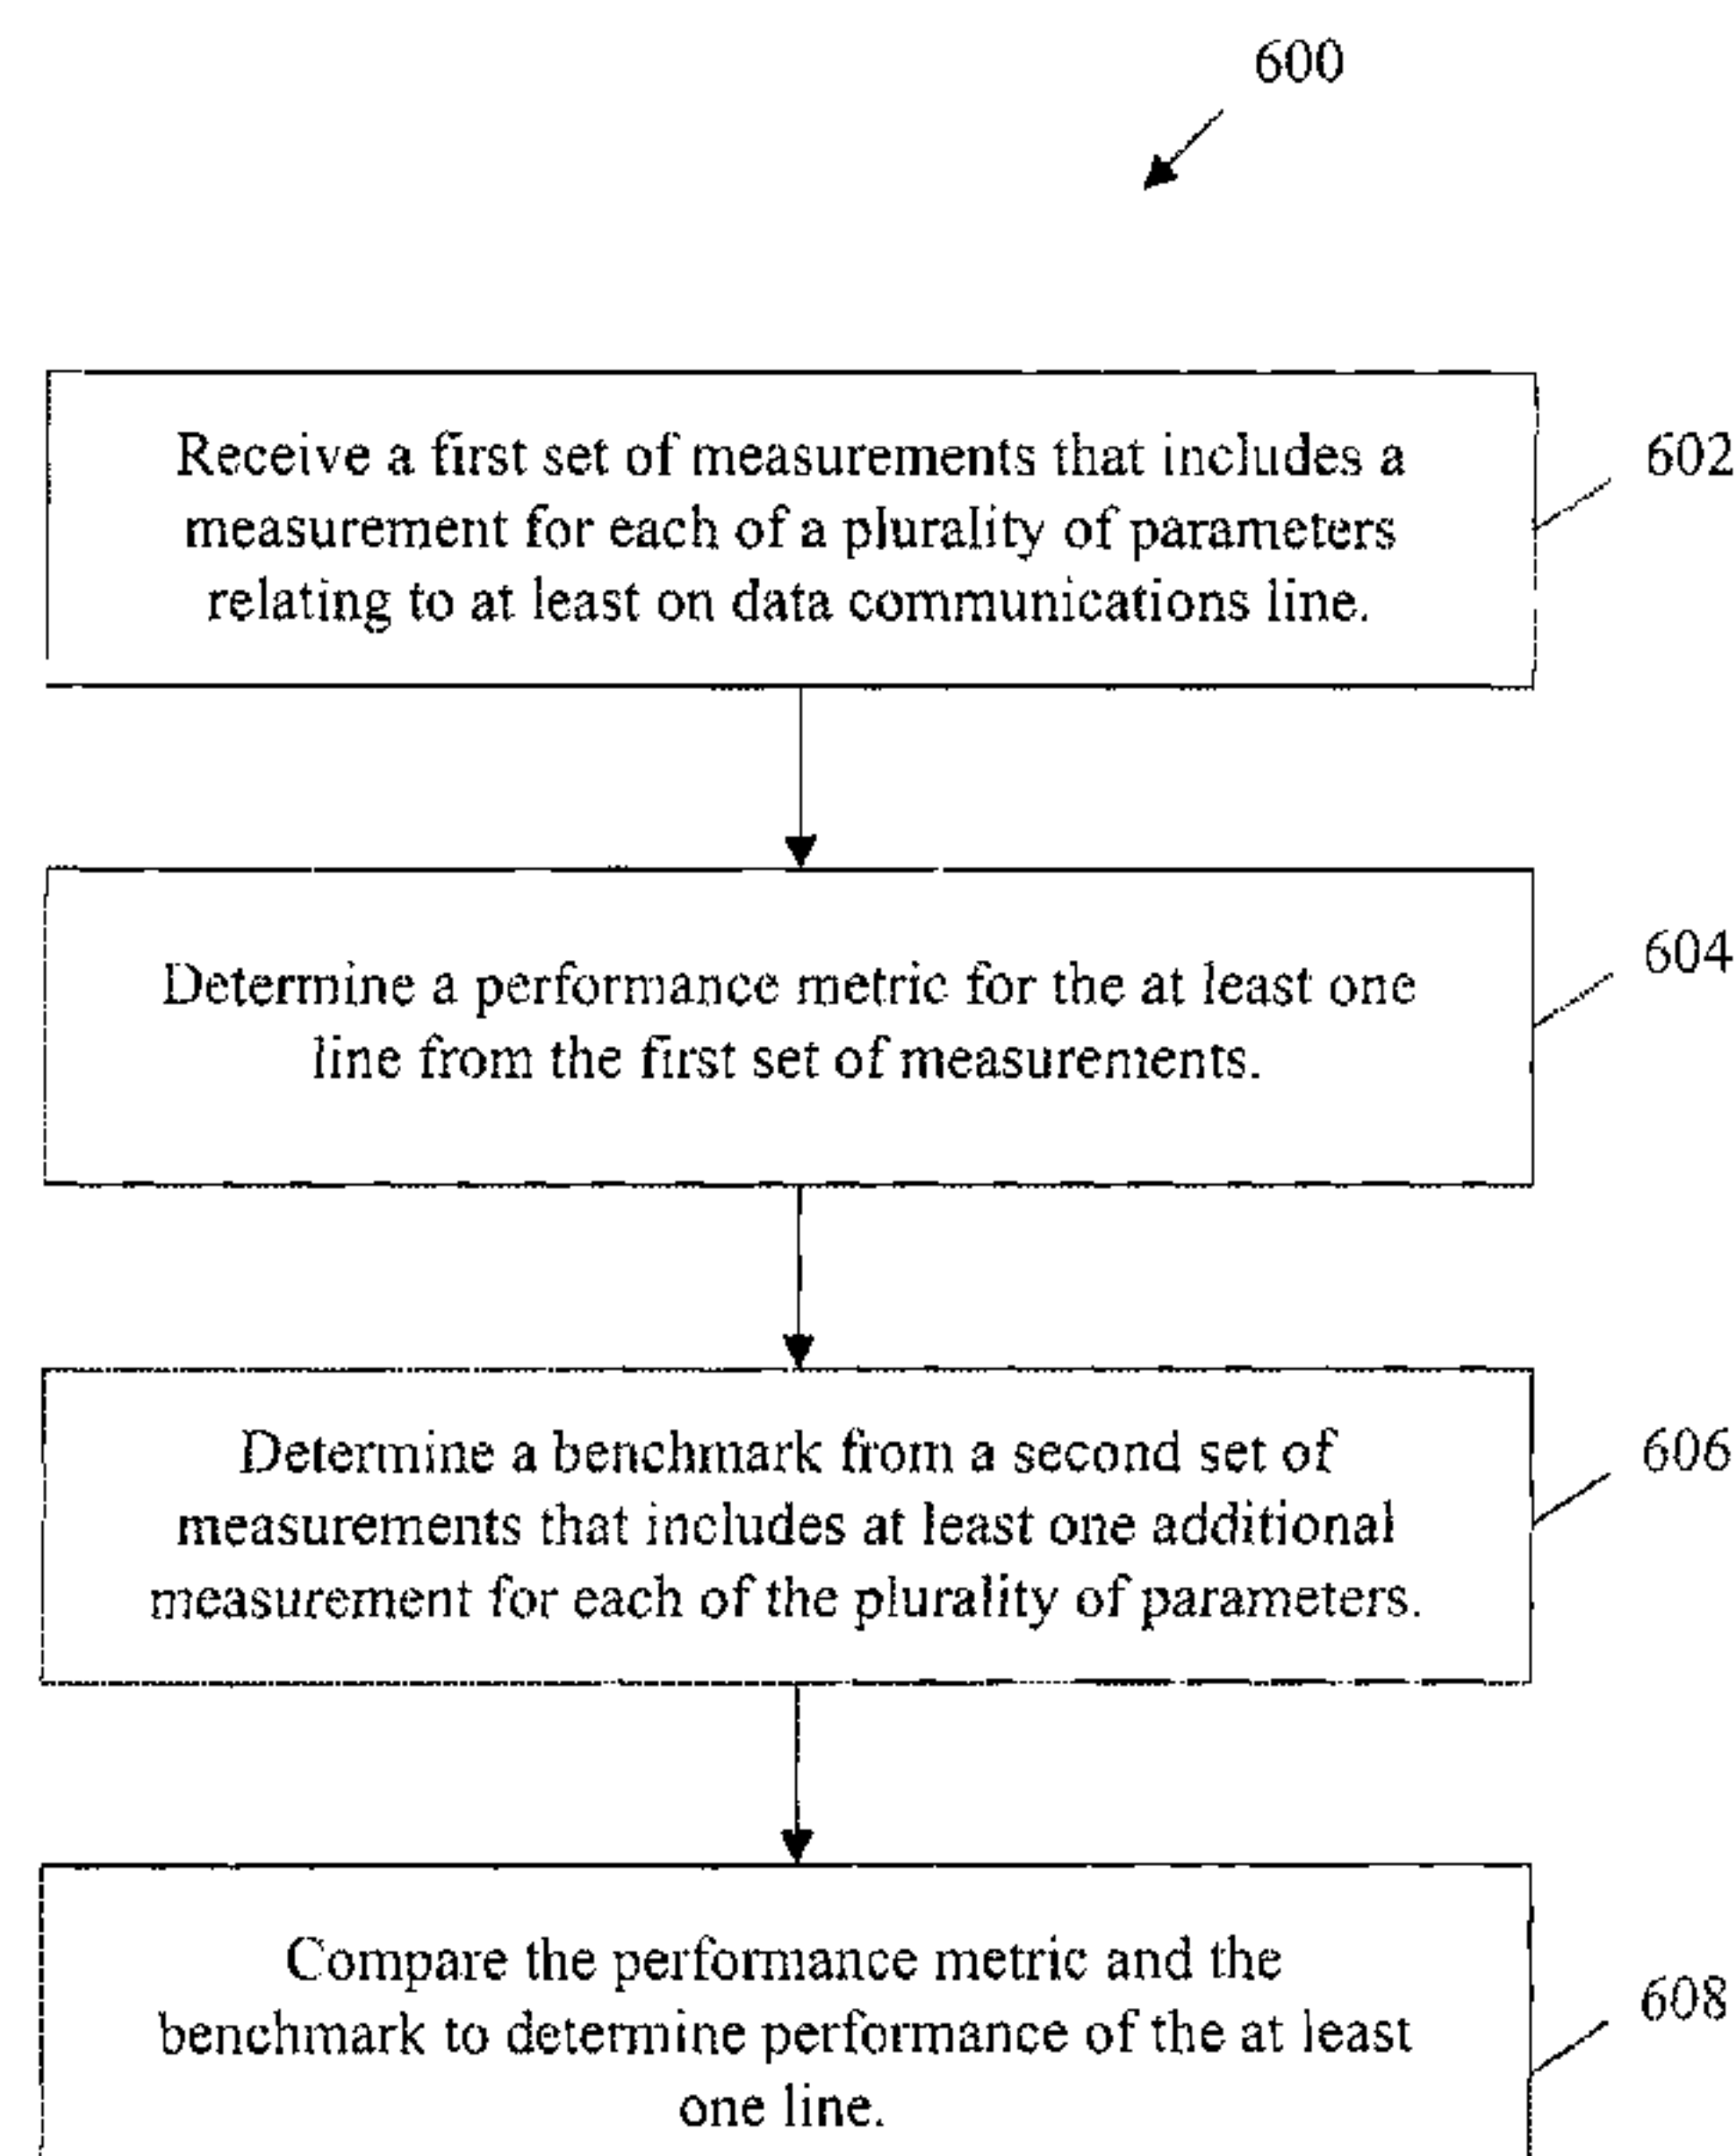 600
Receive a first set of measurements that includes a
measurement for each of a plurality of parameters
relating to at least on data communications line.
602
Determine a performance metric for the at least one
line from the first set of measurements.
604
Determine a benchmark from a second set of
measurements that includes at least one additional
measurement for each of the plurality of parameters.
606
Compare the performance metric and the
benchmark to determine performance of the at least
one line.
608